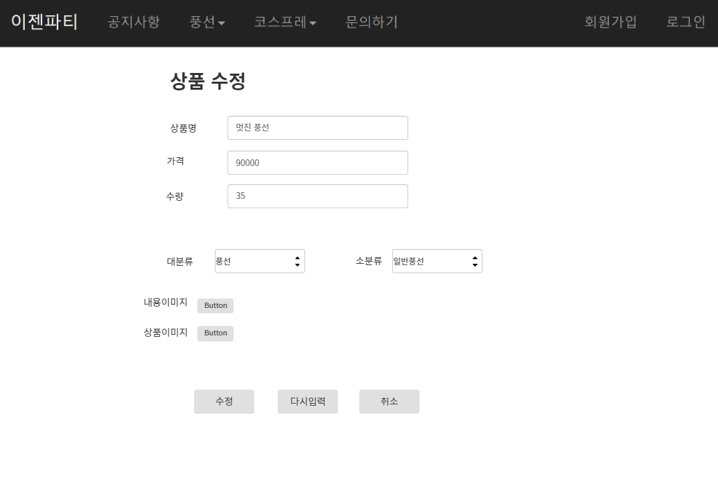 이젠파티 공지사항 풍선 코스프레 문의하기 회원가입 로그인
상품 수정
상품명 멋진 풍선
가격 90000
수량 35
대분류 풍선 소분류 일반풍선
내용이미지 Button
상품이미지 Button
수정 다시입력 취소